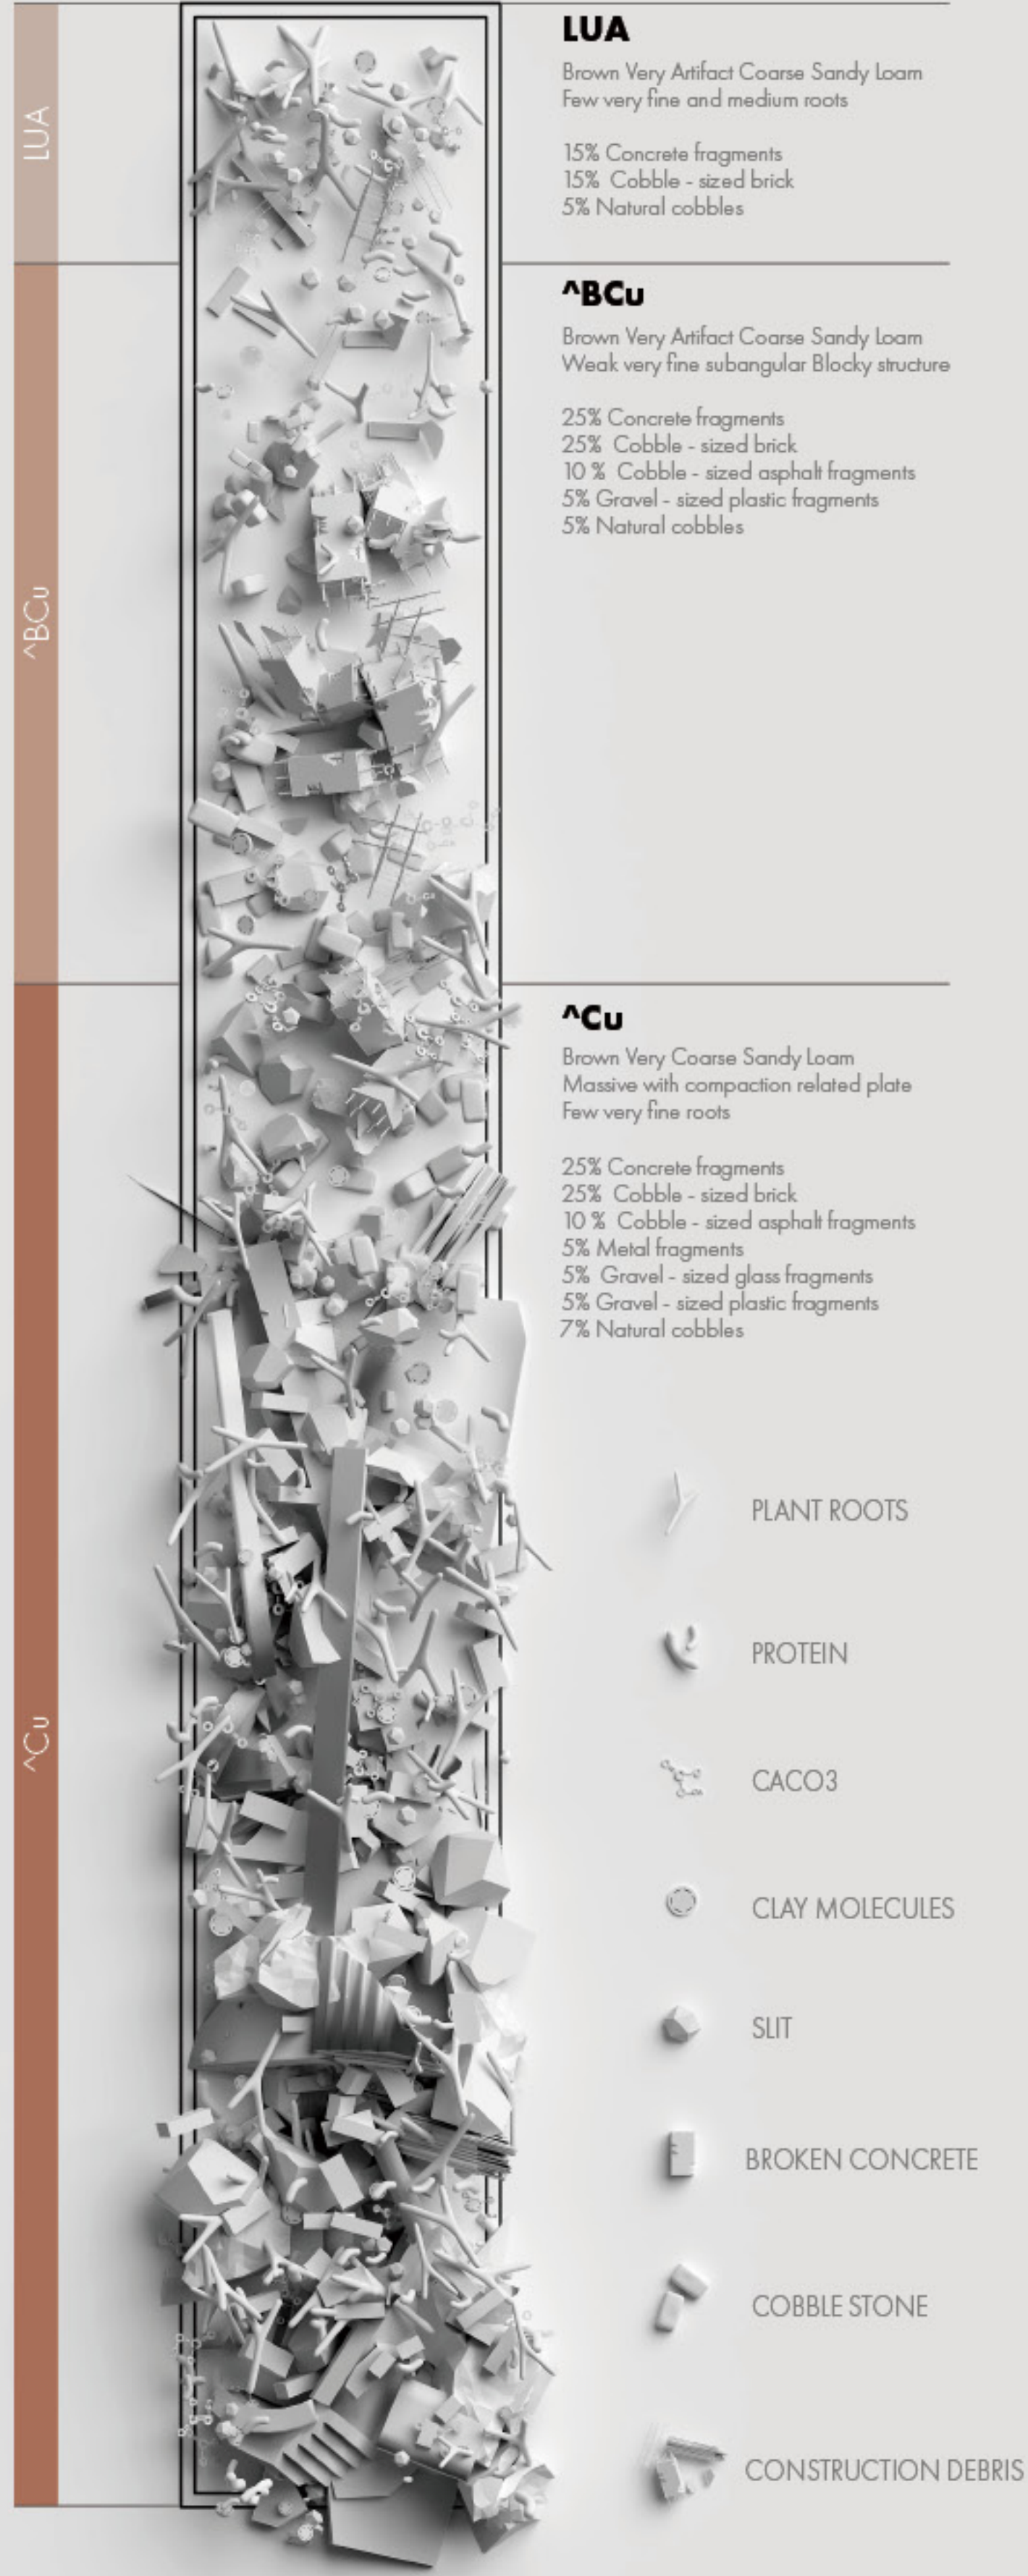 LUA
LUA
Brown Very Artifact Coarse Sandy Loam
Few very fine and medium roots
15% Concrete fragments
15% Cobble - sized brick
5% Natural cobbles
^BCu
^BCu
Brown Very Artifact Coarse Sandy Loam
Weak very fine subangular Blocky structure
25% Concrete fragments
25% Cobble - sized brick
10 % Cobble - sized asphalt fragments
5% Gravel - sized plastic fragments
5% Natural cobbles
^Cu
^Cu
Brown Very Coarse Sandy Loam
Massive with compaction related plate
Few very fine roots
25% Concrete fragments
25% Cobble - sized brick
10 % Cobble - sized asphalt fragments
5% Metal fragments
5% Gravel - sized glass fragments
5% Gravel - sized plastic fragments
7% Natural cobbles
PLANT ROOTS
PROTEIN
CACO3
CLAY MOLECULES
SLIT
BROKEN CONCRETE
COBBLE STONE
CONSTRUCTION DEBRIS